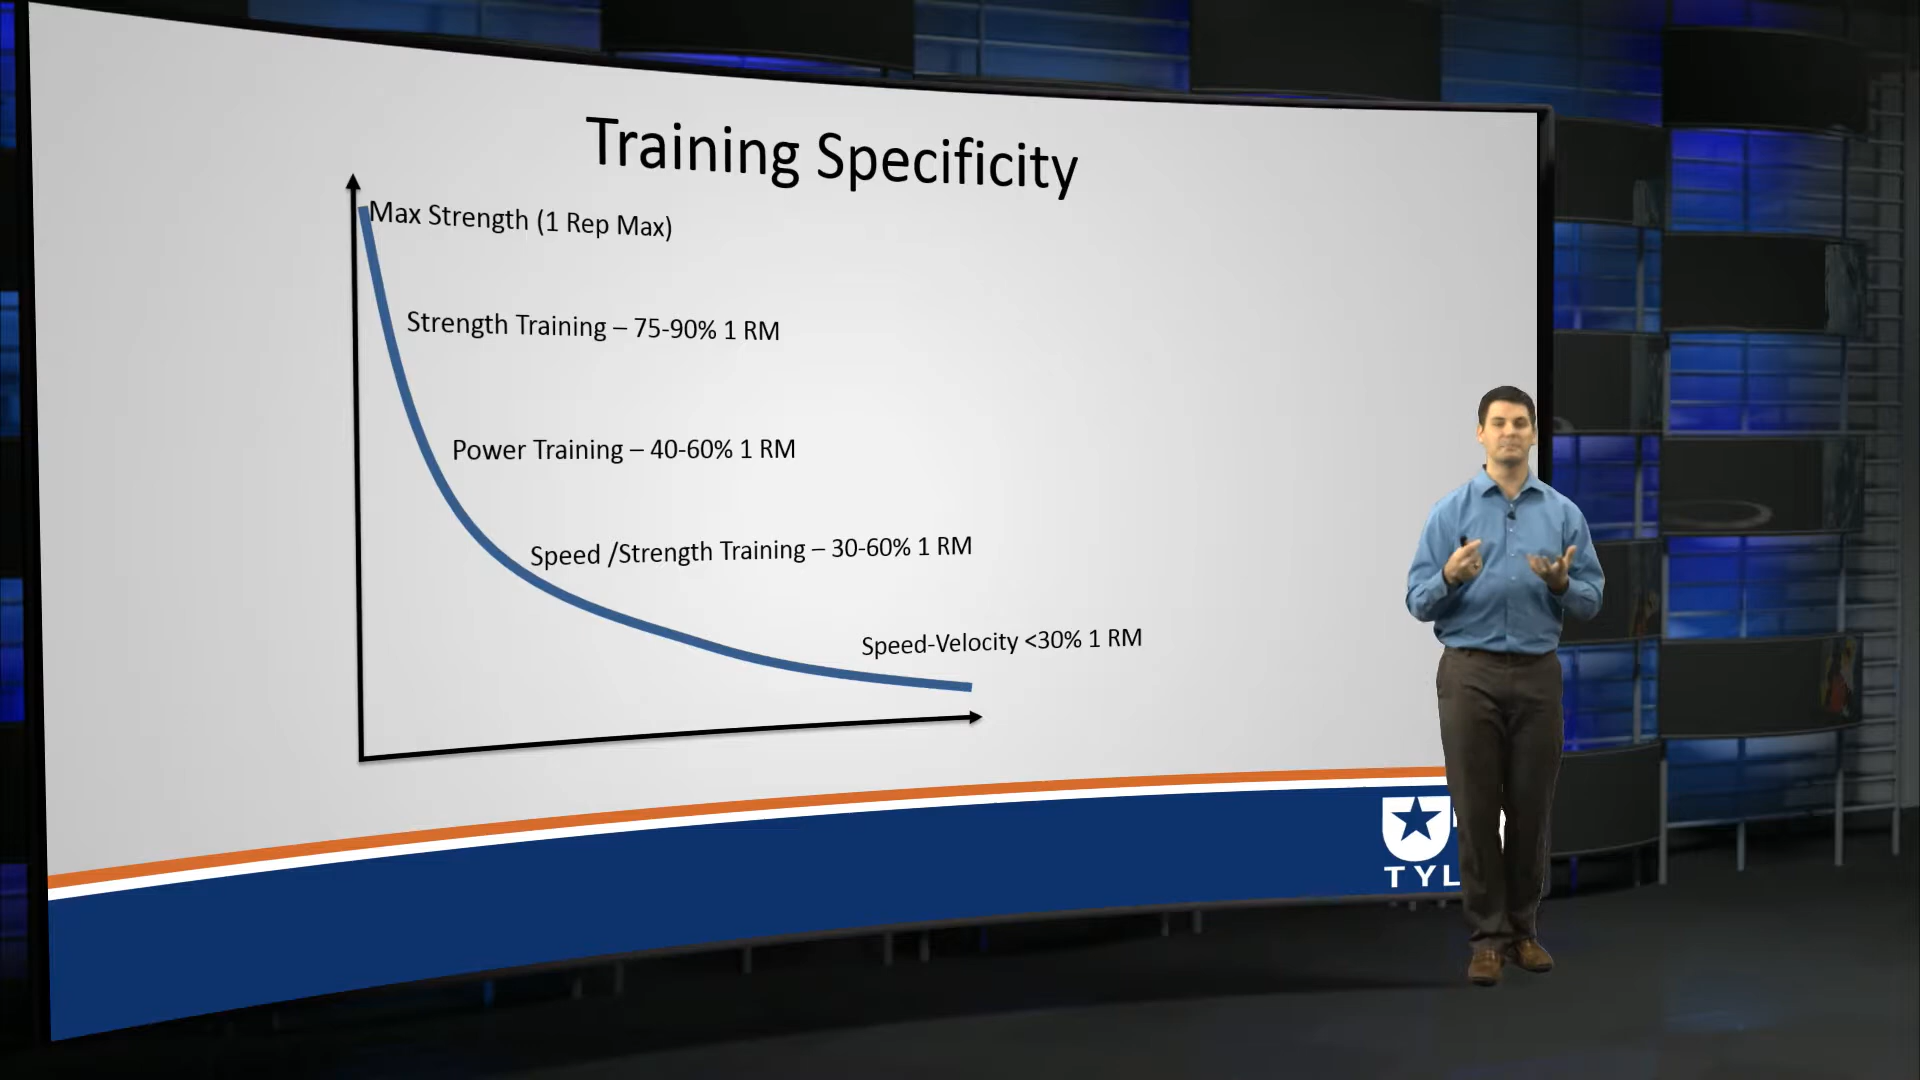 Training Specificity
Max Strength (1 Rep Max)
Strength Training – 75-90% 1 RM
Power Training – 40-60% 1 RM
Speed /Strength Training – 30-60% 1 RM
Speed-Velocity <30% 1 RM